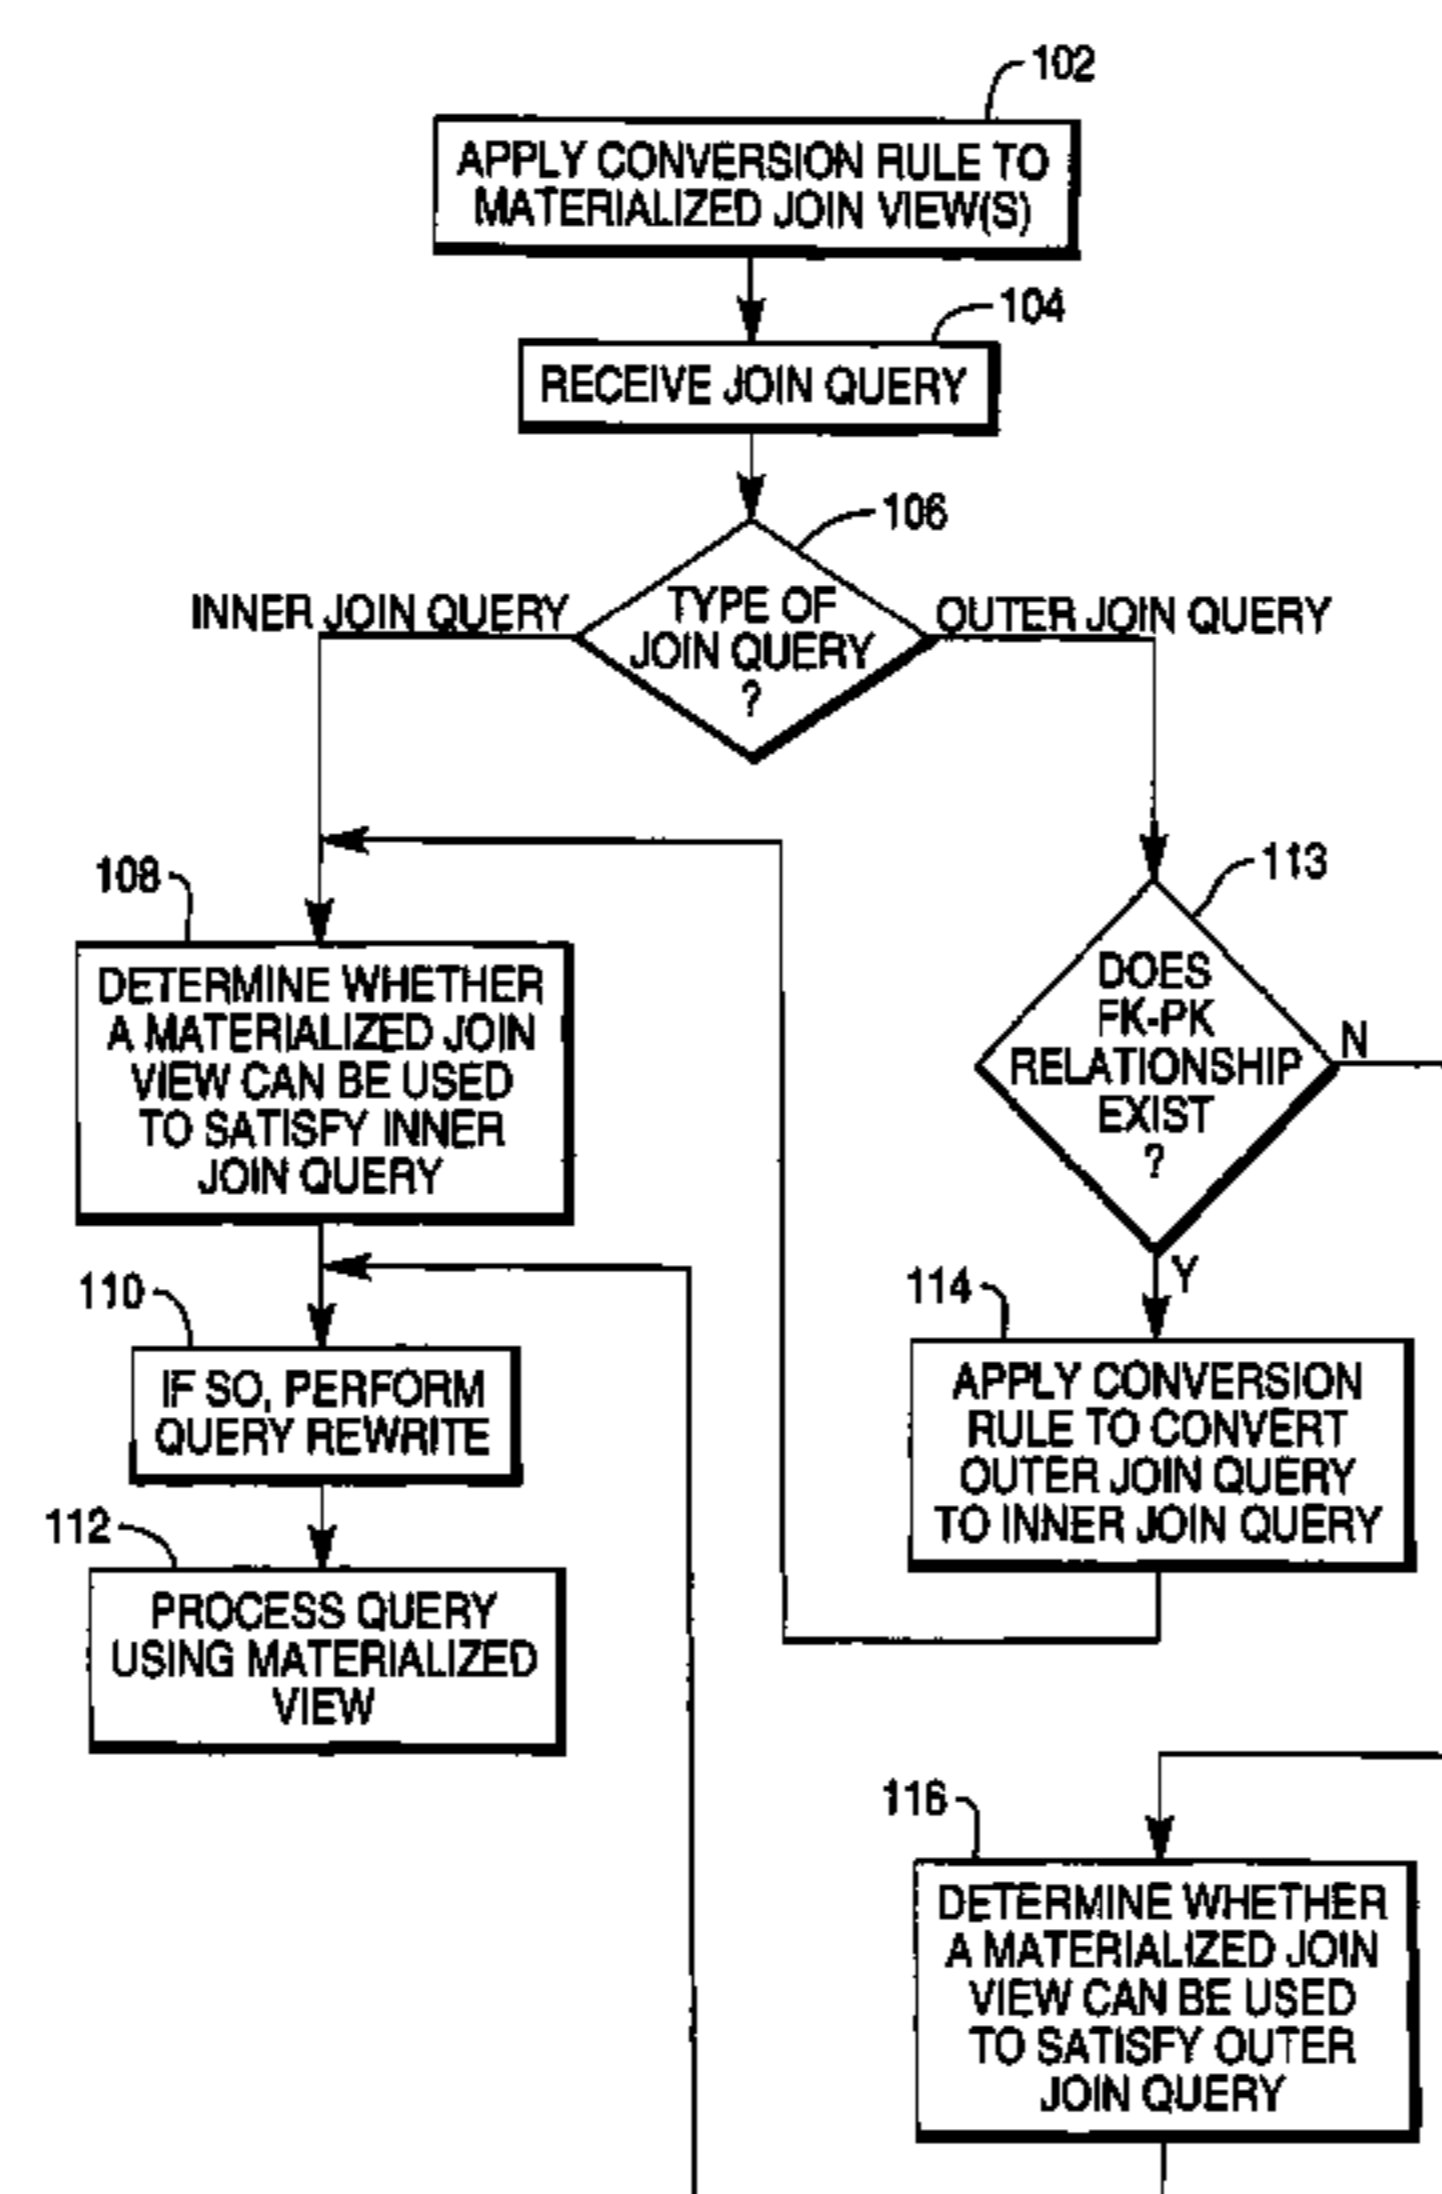 102
APPLY CONVERSION RULE TO
MATERIALIZED JOIN VIEW(S)
104
RECEIVE JOIN QUERY
106
INNER JOIN QUERY
TYPE OF
JOIN QUERY
?
OUTER JOIN QUERY
108
DETERMINE WHETHER
A MATERIALIZED JOIN
VIEW CAN BE USED
TO SATISFY INNER
JOIN QUERY
113
DOES
FK-PK
RELATIONSHIP
EXIST
?
N
Y
110
IF SO, PERFORM
QUERY REWRITE
114
APPLY CONVERSION
RULE TO CONVERT
OUTER JOIN QUERY
TO INNER JOIN QUERY
112
PROCESS QUERY
USING MATERIALIZED
VIEW
116
DETERMINE WHETHER
A MATERIALIZED JOIN
VIEW CAN BE USED
TO SATISFY OUTER
JOIN QUERY